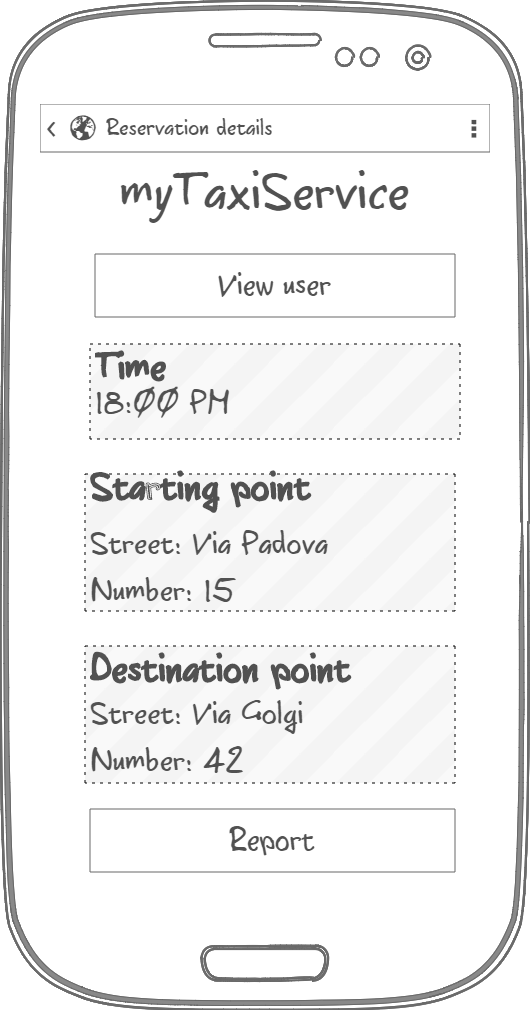 Reservation details
myTaxiService
View user
Time
18:00 PM
Starting point
Street: Via Padova
Number: 15
Destination point
Street: Via Golgi
Number: 42
Report